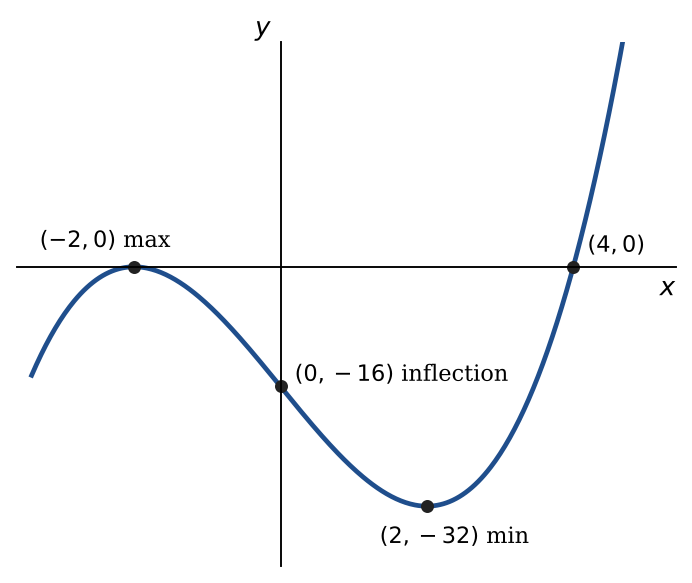 y
(−2, 0) max
(4, 0)
x
(0, −16) inflection
(2, −32) min